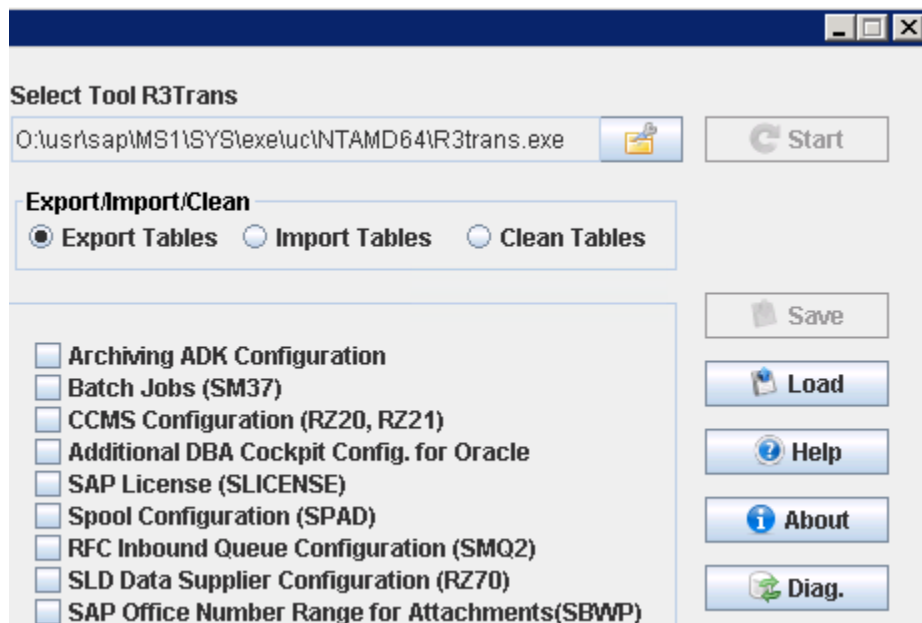 Select Tool R3Trans
O:\usr\sap\MS1\SYS\exe\uc\NTAMD64\R3trans.exe
Start
Export/Import/Clean
Export Tables Import Tables Clean Tables
Save
Archiving ADK Configuration
Batch Jobs (SM37)
Load
CCMS Configuration (RZ20, RZ21)
Additional DBA Cockpit Config. for Oracle
Help
SAP License (SLICENSE)
Spool Configuration (SPAD)
About
RFC Inbound Queue Configuration (SMQ2)
SLD Data Supplier Configuration (RZ70)
Diag.
SAP Office Number Range for Attachments(SBWP)